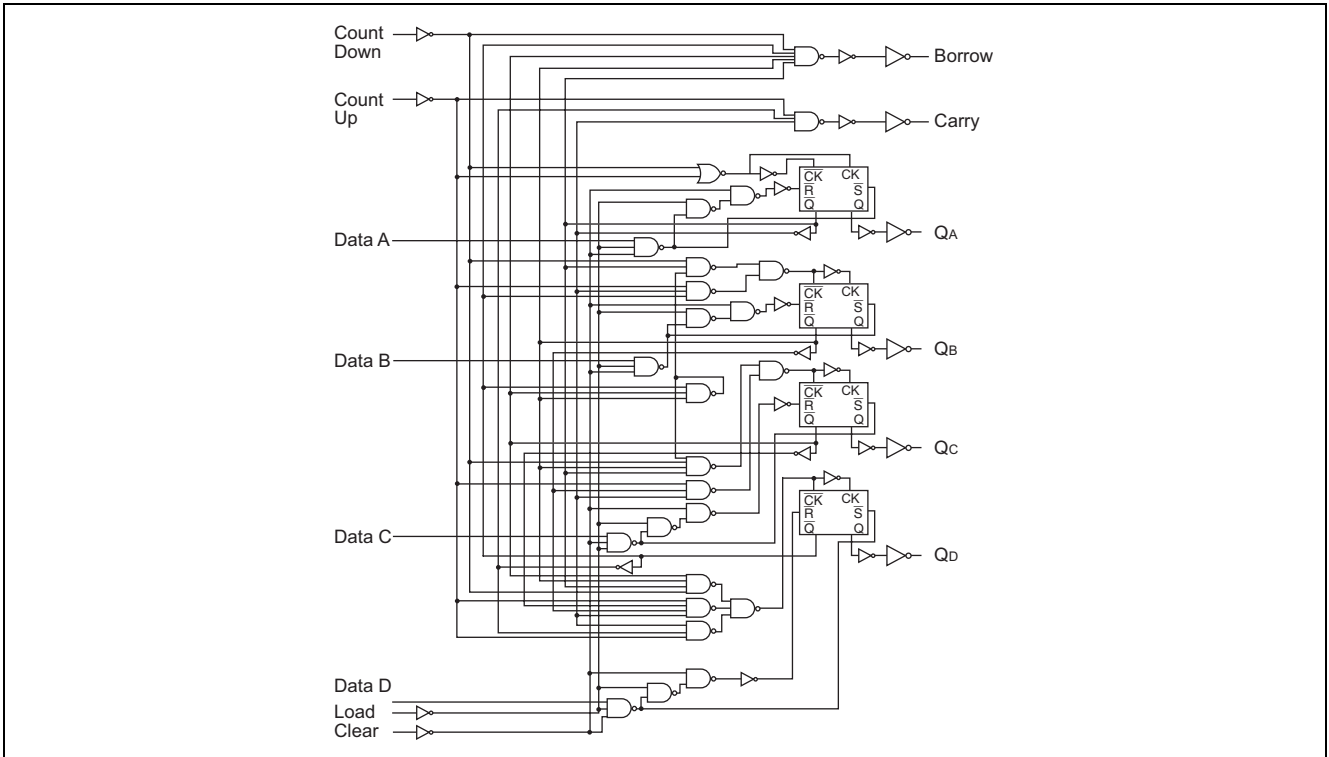 Count
Down
Borrow
Count
Up
Carry
CK CK
R S
Q Q
QA
Data A
CK CK
R S
Q Q
QB
Data B
CK CK
R S
Q Q
QC
CK CK
R S
Q Q
Data C
QD
Data D
Load
Clear